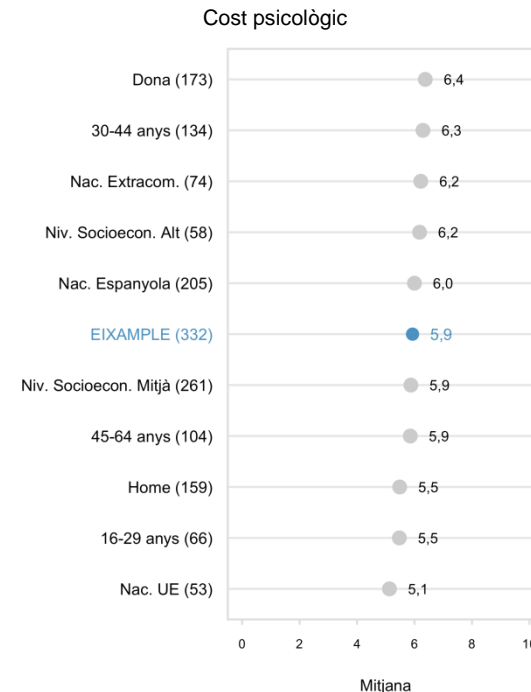 Cost psicològic
Dona (173) 6,4
30-44 anys (134) 6,3
Nac. Extracom. (74) 6,2
Niv. Socioecon. Alt (58) 6,2
Nac. Espanyola (205) 6,0
EIXAMPLE (332) 5,9
Niv. Socioecon. Mitjà (261) 5,9
45-64 anys (104) 5,9
Home (159) 5,5
16-29 anys (66) 5,5
Nac. UE (53) 5,1
0 2 4 6 8 10
Mitjana